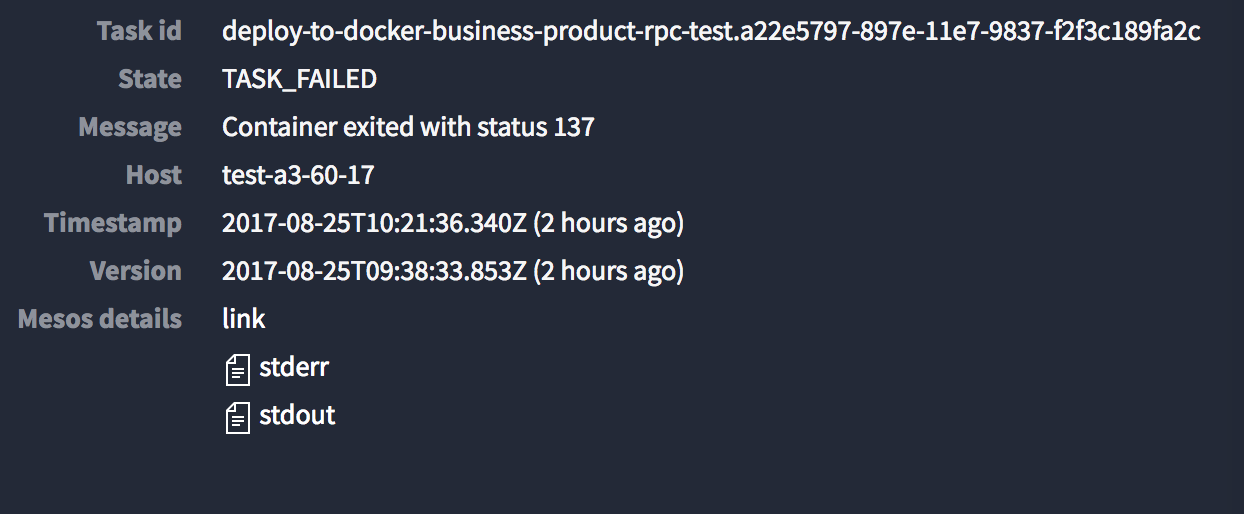 Task id deploy-to-docker-business-product-rpc-test.a22e5797-897e-11e7-9837-f2f3c189fa2c
State TASK_FAILED
Message Container exited with status 137
Host test-a3-60-17
Timestamp 2017-08-25T10:21:36.340Z (2 hours ago)
Version 2017-08-25T09:38:33.853Z (2 hours ago)
Mesos details link
stderr
stdout